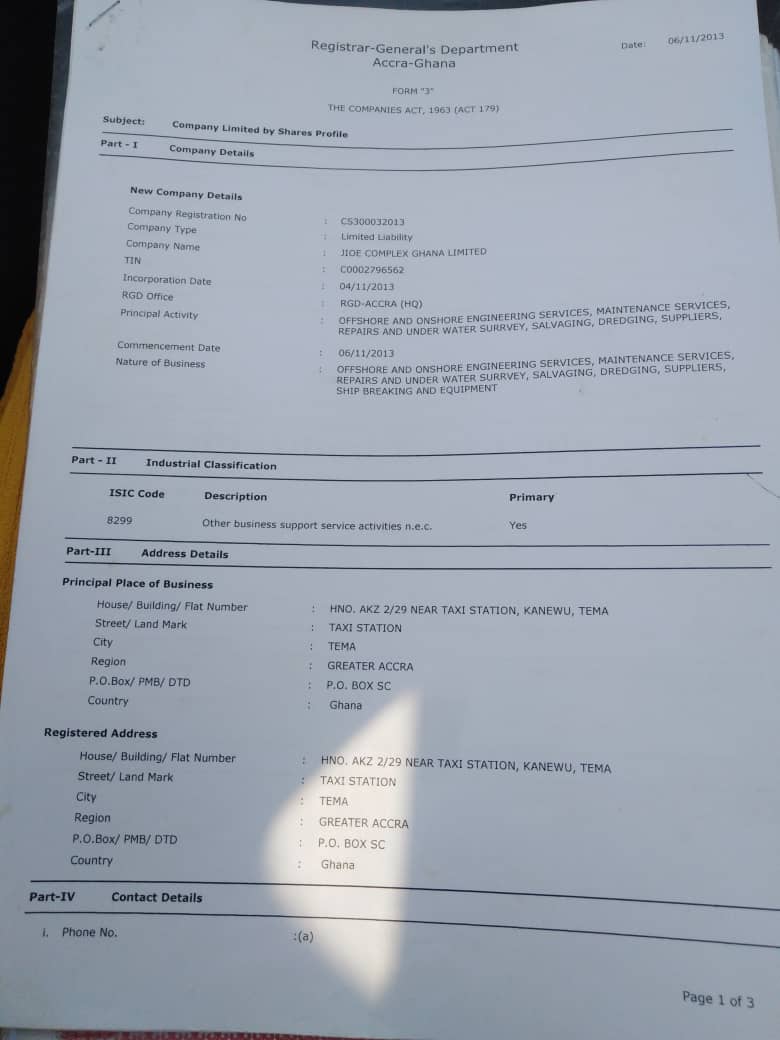 Registrar-General's Department
Date: 06/11/2013
Accra-Ghana
FORM "3"
THE COMPANIES ACT, 1963 (ACT 179)
Subject: Company Limited by Shares Profile
Part - I Company Details
New Company Details
Company Registration No : CS300032013
Company Type : Limited Liability
Company Name : JIOE COMPLEX GHANA LIMITED
TIN : C0002796562
Incorporation Date : 04/11/2013
RGD Office : RGD-ACCRA (HQ)
Principal Activity : OFFSHORE AND ONSHORE ENGINEERING SERVICES, MAINTENANCE SERVICES,
REPAIRS AND UNDER WATER SURRVEY, SALVAGING, DREDGING, SUPPLIERS,
Commencement Date : 06/11/2013
Nature of Business : OFFSHORE AND ONSHORE ENGINEERING SERVICES, MAINTENANCE SERVICES,
REPAIRS AND UNDER WATER SURRVEY, SALVAGING, DREDGING, SUPPLIERS,
SHIP BREAKING AND EQUIPMENT
Part - II Industrial Classification
ISIC Code Description Primary
8299 Other business support service activities n.e.c. Yes
Part-III Address Details
Principal Place of Business
House/ Building/ Flat Number : HNO. AKZ 2/29 NEAR TAXI STATION, KANEWU, TEMA
Street/ Land Mark : TAXI STATION
City : TEMA
Region : GREATER ACCRA
P.O.Box/ PMB/ DTD : P.O. BOX SC
Country : Ghana
Registered Address
House/ Building/ Flat Number : HNO. AKZ 2/29 NEAR TAXI STATION, KANEWU, TEMA
Street/ Land Mark : TAXI STATION
City : TEMA
Region : GREATER ACCRA
P.O.Box/ PMB/ DTD : P.O. BOX SC
Country : Ghana
Part-IV Contact Details
i. Phone No. :(a)
Page 1 of 3